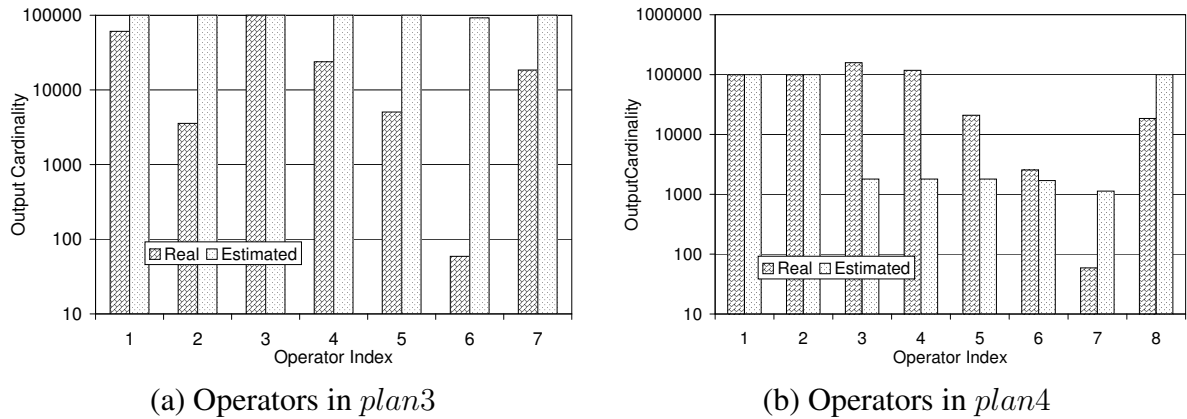 100000
10000
1000
100
10
Output Cardinality
Real Estimated
1 2 3 4 5 6 7
Operator Index
(a) Operators in plan3
1000000
100000
10000
1000
100
10
OutputCardinality
Real Estimated
1 2 3 4 5 6 7 8
Operator Index
(b) Operators in plan4